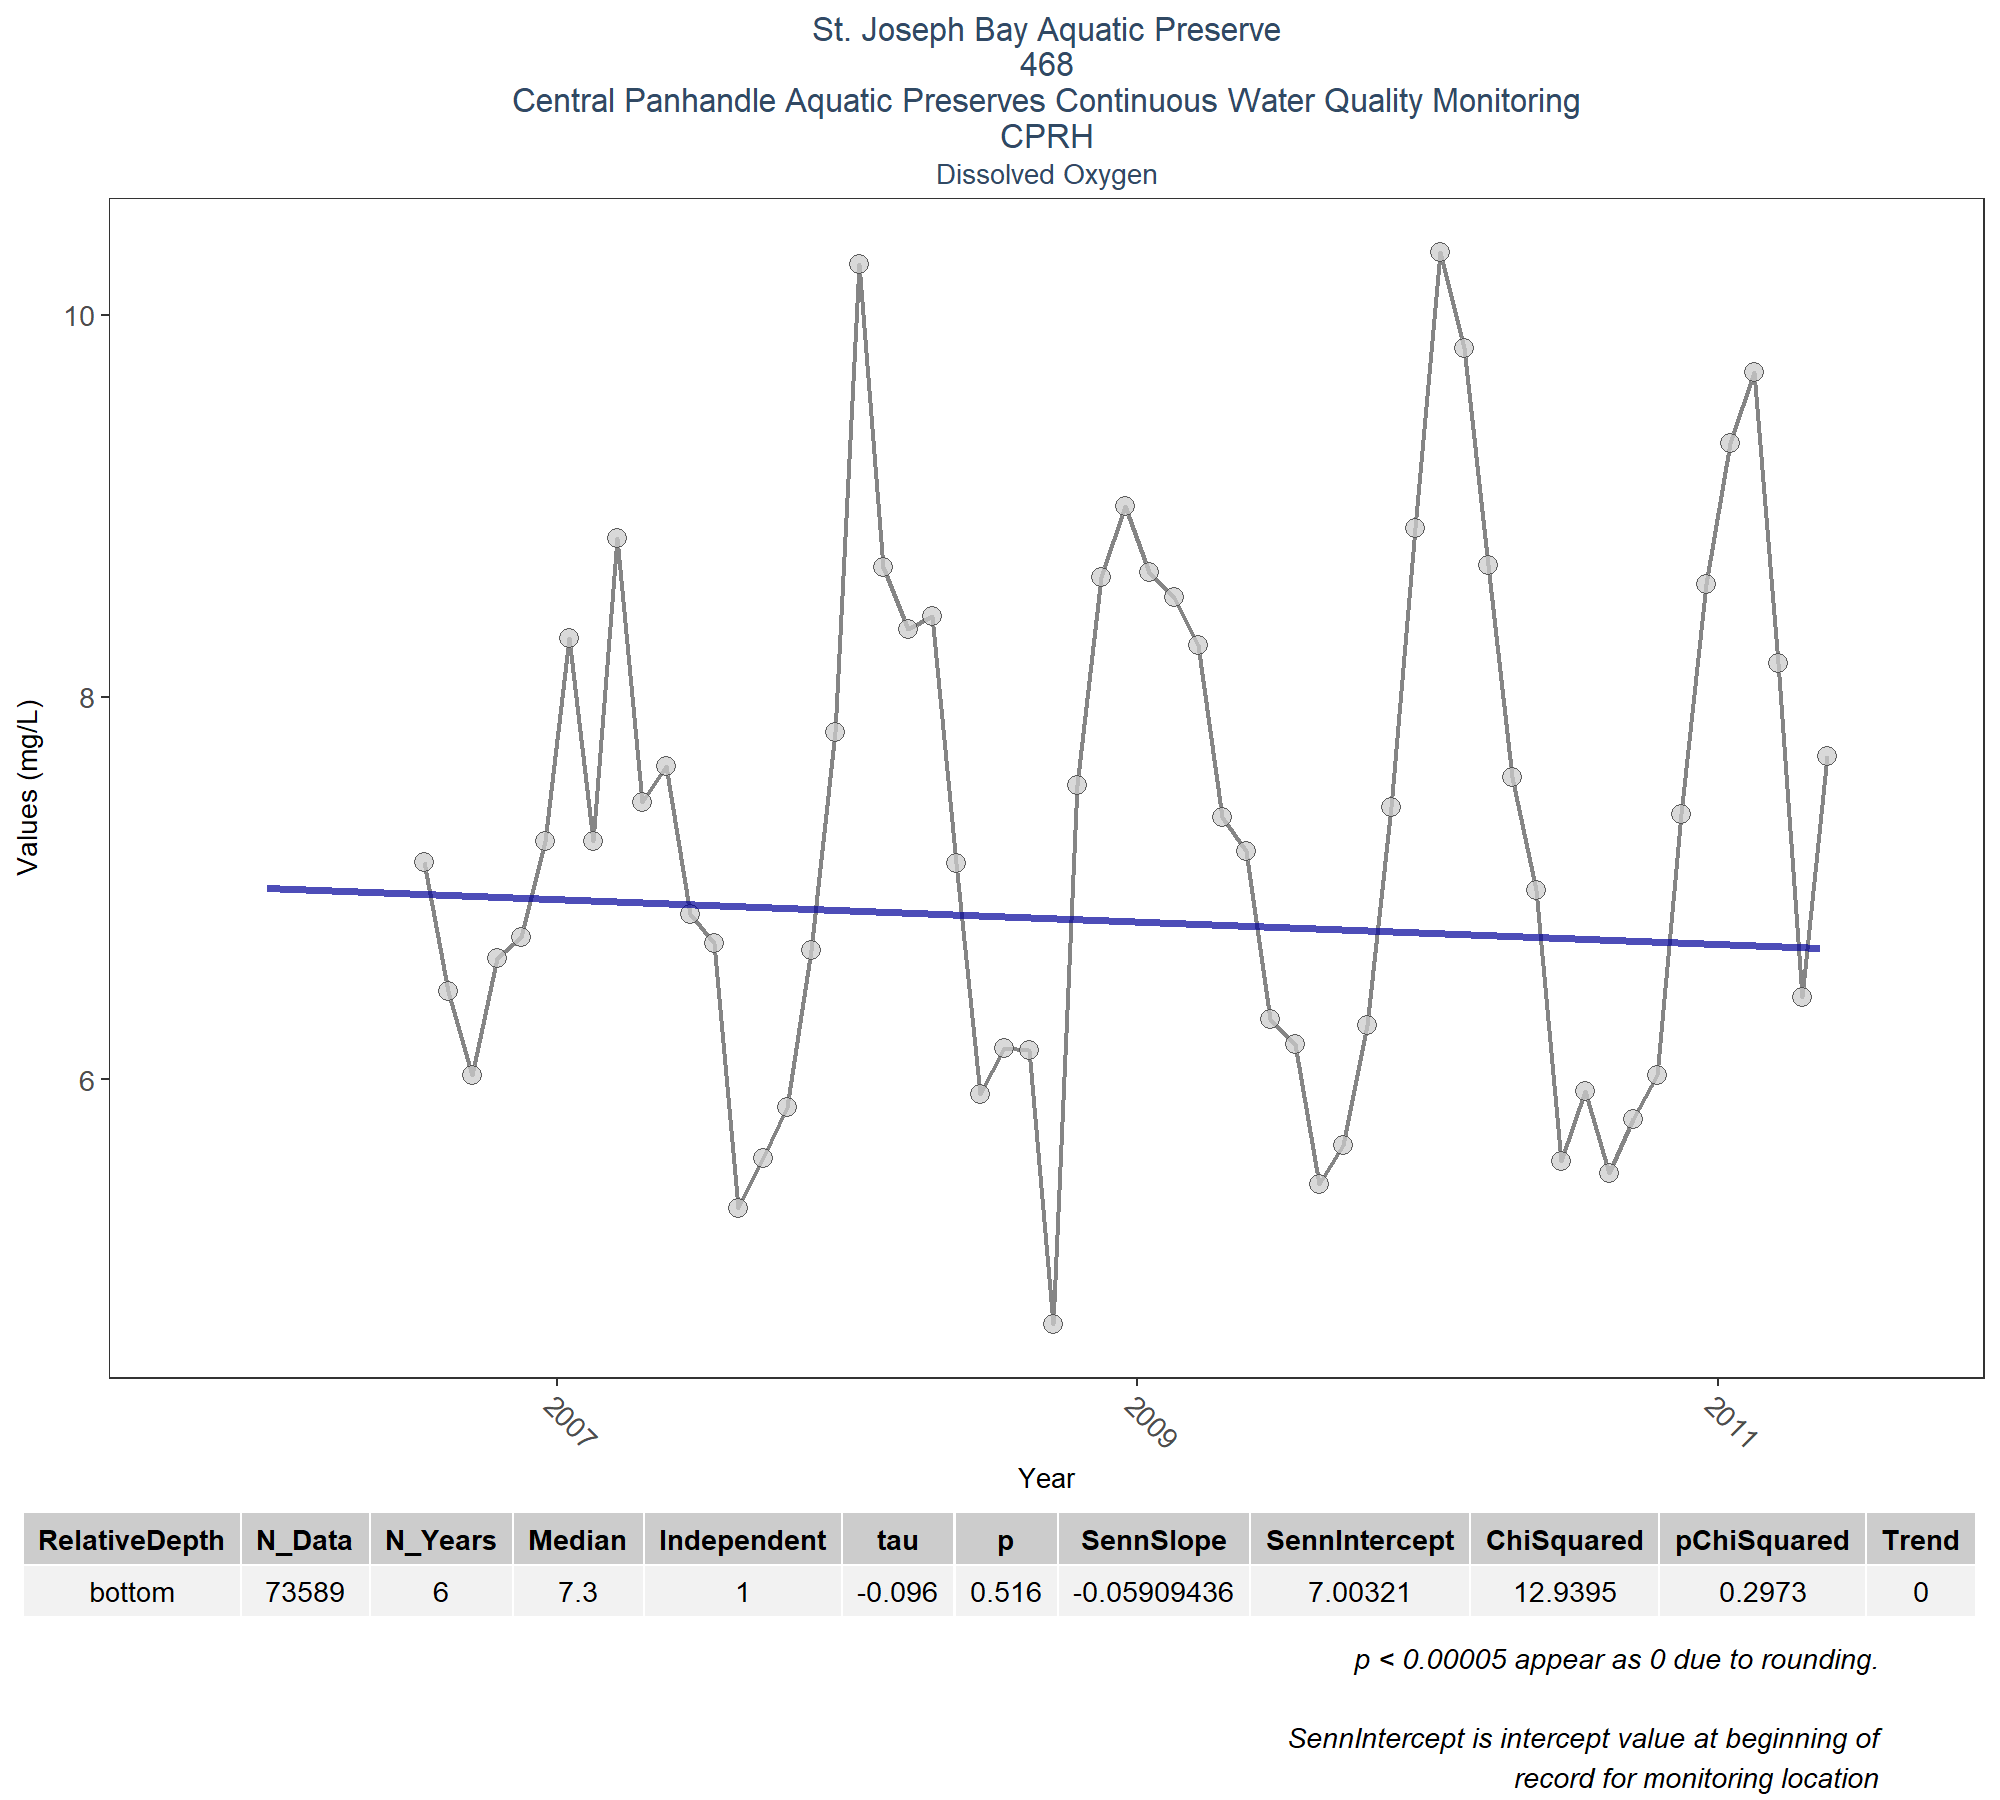 St. Joseph Bay Aquatic Preserve
468
Central Panhandle Aquatic Preserves Continuous Water Quality Monitoring
CPRH
Dissolved Oxygen
10
8
6
Values (mg/L)
2007
2009
2011
Year
RelativeDepth N_Data N_Years Median Independent tau p SennSlope SennIntercept ChiSquared pChiSquared Trend
bottom 73589 6 7.3 1 -0.096 0.516 -0.05909436 7.00321 12.9395 0.2973 0
p < 0.00005 appear as 0 due to rounding.
SennIntercept is intercept value at beginning of
record for monitoring location